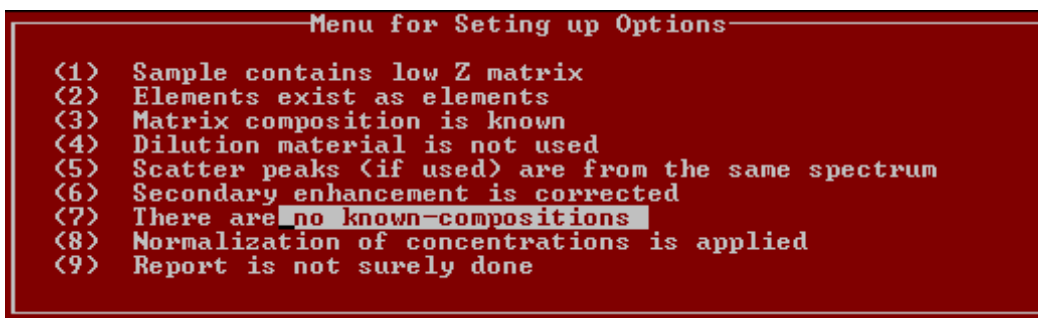 Menu for Seting up Options
(1) Sample contains low Z matrix
(2) Elements exist as elements
(3) Matrix composition is known
(4) Dilution material is not used
(5) Scatter peaks (if used) are from the same spectrum
(6) Secondary enhancement is corrected
(7) There are no known-compositions
(8) Normalization of concentrations is applied
(9) Report is not surely done